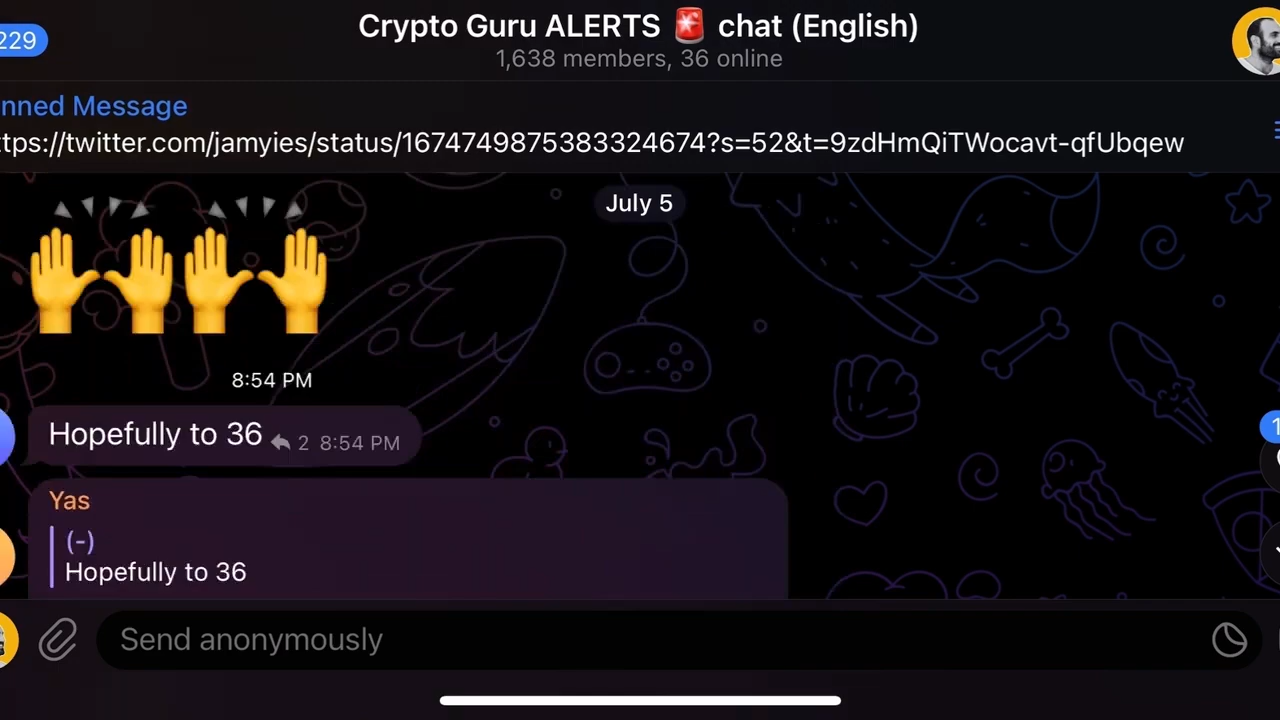 229
Crypto Guru ALERTS 🚨 chat (English)
1,638 members, 36 online
nned Message
ttps://twitter.com/jamyies/status/1674749875383324674?s=52&t=9zdHmQiTWocavt-qfUbqew
July 5
8:54 PM
Hopefully to 36 2 8:54 PM
Yas
(-)
Hopefully to 36
Send anonymously